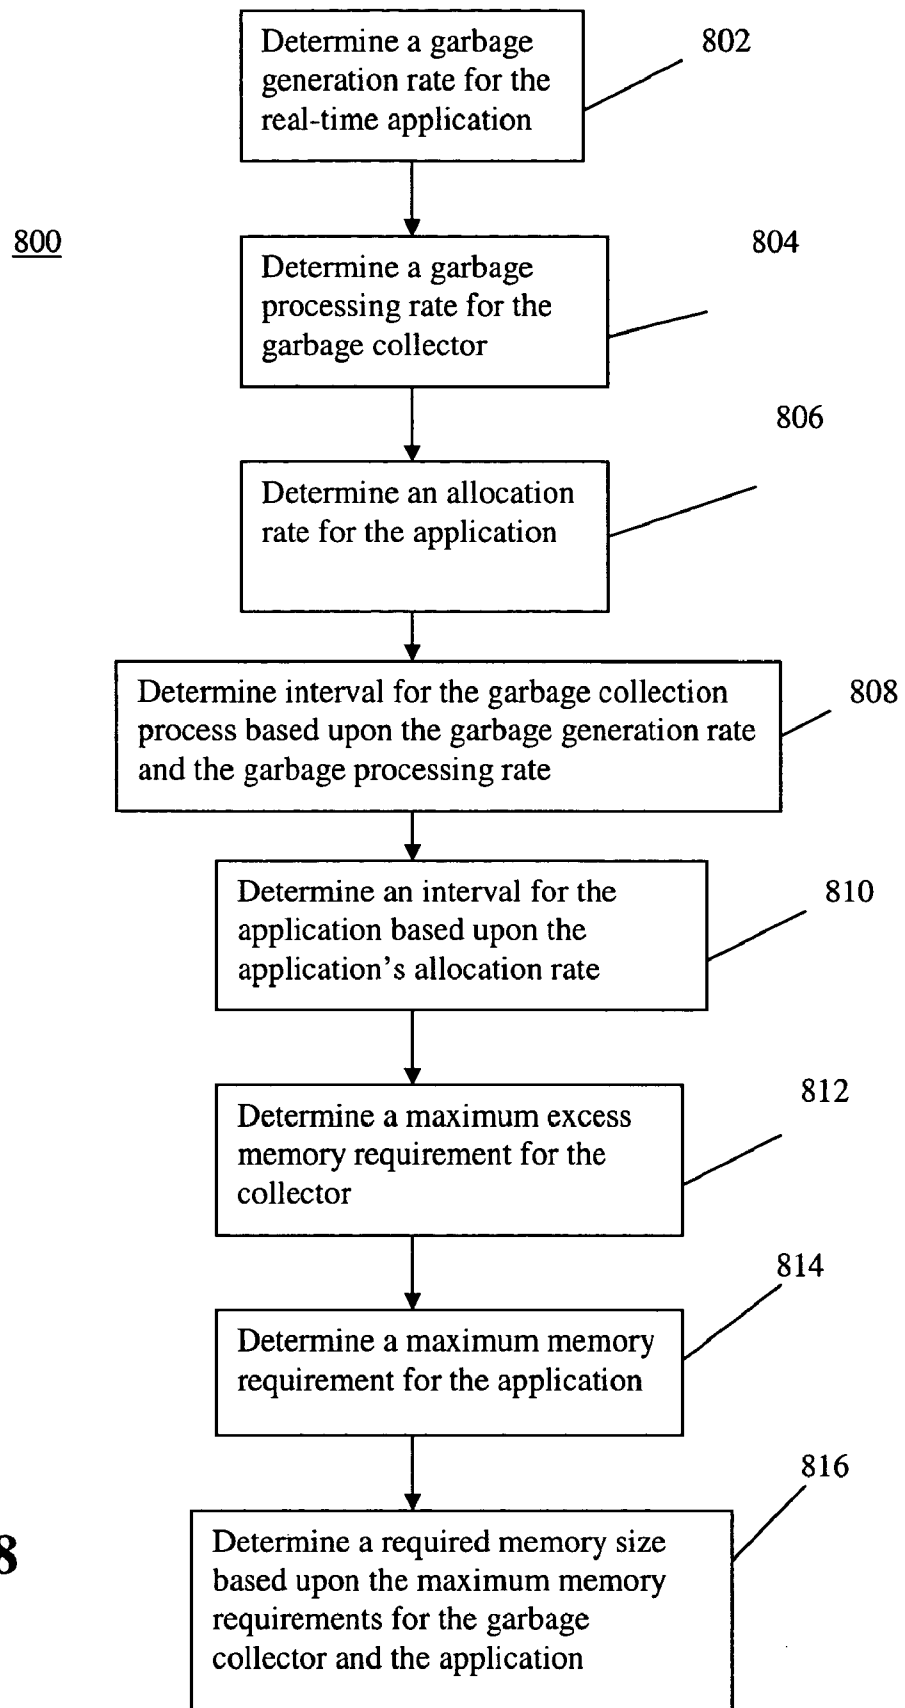 Determine a garbage
generation rate for the
real-time application
802
800
Determine a garbage
processing rate for the
garbage collector
804
Determine an allocation
rate for the application
806
Determine interval for the garbage collection
process based upon the garbage generation rate
and the garbage processing rate
808
Determine an interval for the
application based upon the
application's allocation rate
810
Determine a maximum excess
memory requirement for the
collector
812
Determine a maximum memory
requirement for the application
814
Determine a required memory size
based upon the maximum memory
requirements for the garbage
collector and the application
816
8